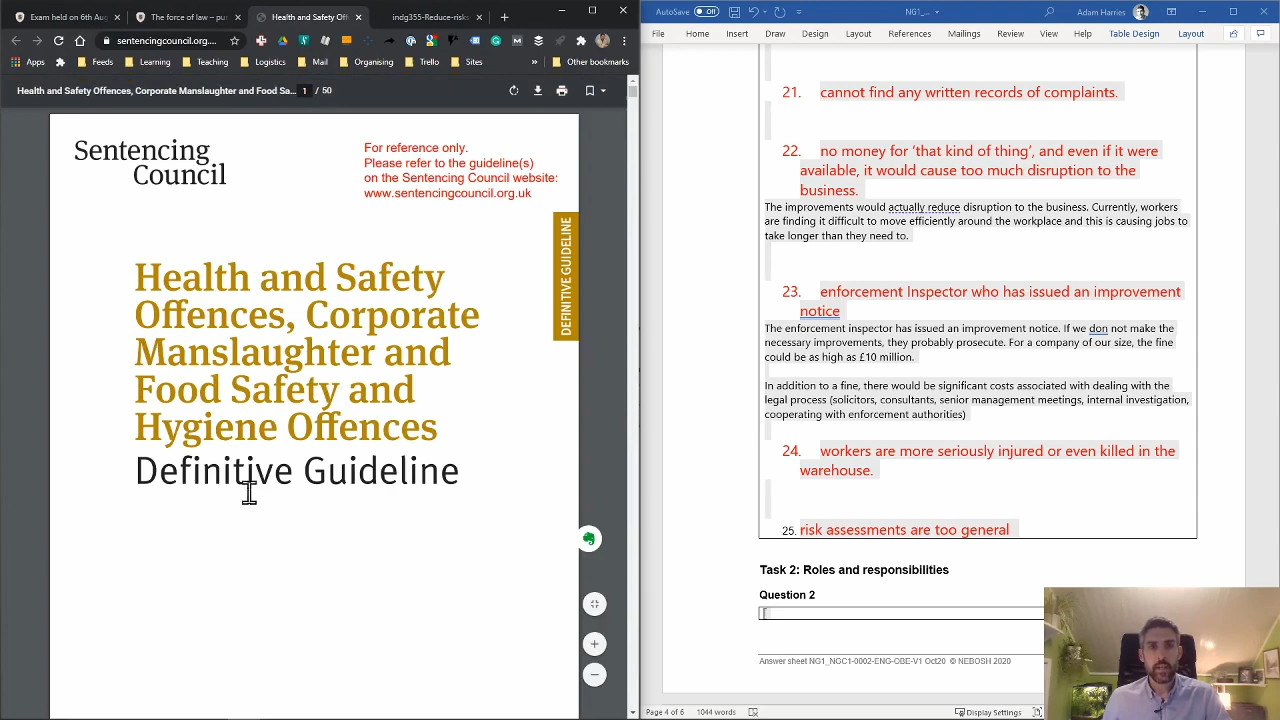 Exam held on 6th Aug
The force of law – pu
Health and Safety Off
indg355-Reduce-risks
sentencingcouncil.org....
Apps
Feeds
Learning
Teaching
Logistics
Mail
Organising
Trello
Sites
Other bookmarks
Health and Safety Offences, Corporate Manslaughter and Food Sa...
1 / 50
Sentencing
Council
For reference only.
Please refer to the guideline(s)
on the Sentencing Council website:
www.sentencingcouncil.org.uk
DEFINITIVE GUIDELINE
Health and Safety
Offences, Corporate
Manslaughter and
Food Safety and
Hygiene Offences
Definitive Guideline
AutoSave Off
NG1_...
Adam Harries
File Home Insert Draw Design Layout References Mailings Review View Help Table Design Layout
21. cannot find any written records of complaints.
22. no money for ‘that kind of thing’, and even if it were
available, it would cause too much disruption to the
business.
The improvements would actually reduce disruption to the business. Currently, workers
are finding it difficult to move efficiently around the workplace and this is causing jobs to
take longer than they need to.
23. enforcement Inspector who has issued an improvement
notice
The enforcement inspector has issued an improvement notice. If we don not make the
necessary improvements, they probably prosecute. For a company of our size, the fine
could be as high as £10 million.
In addition to a fine, there would be significant costs associated with dealing with the
legal process (solicitors, consultants, senior management meetings, internal investigation,
cooperating with enforcement authorities)
24. workers are more seriously injured or even killed in the
warehouse.
25. risk assessments are too general
Task 2: Roles and responsibilities
Question 2
Answer sheet NG1_NGC1-0002-ENG-OBE-V1 Oct20 © NEBOSH 2020
Page 4 of 6 1044 words
Display Settings